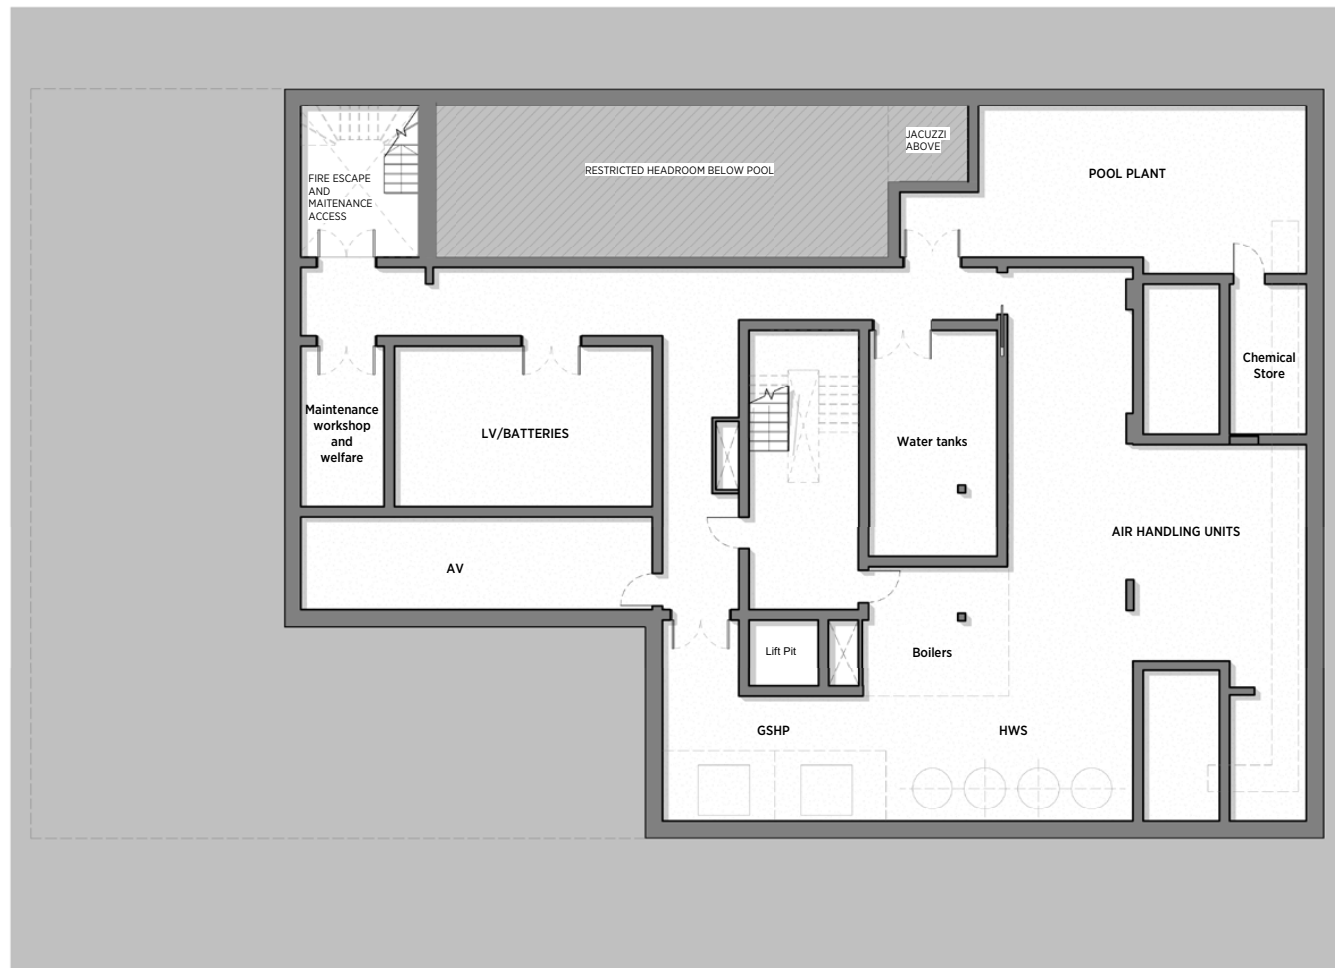 JACUZZI
ABOVE
RESTRICTED HEADROOM BELOW POOL
POOL PLANT
FIRE ESCAPE
AND
MAITENANCE
ACCESS
Chemical
Store
Maintenance
workshop
and
welfare
LV/BATTERIES
Water tanks
AIR HANDLING UNITS
AV
Lift Pit
Boilers
GSHP
HWS